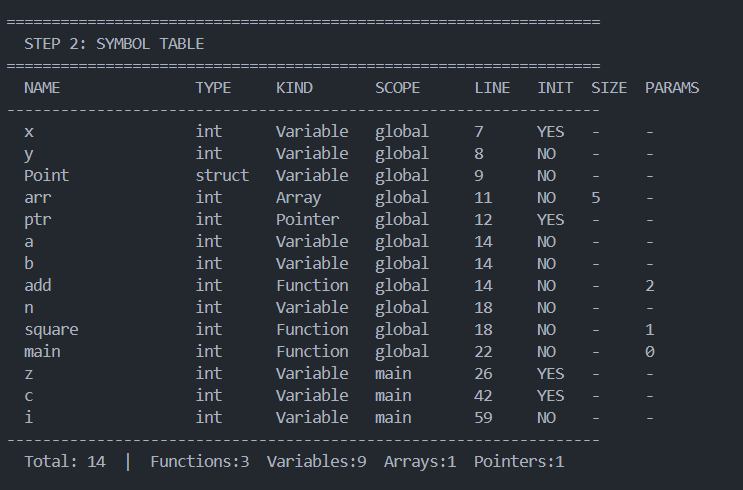 ==================================================================
STEP 2: SYMBOL TABLE
==================================================================
NAME                TYPE     KIND       SCOPE      LINE   INIT  SIZE  PARAMS
------------------------------------------------------------------
x                   int      Variable   global     7      YES   -     -
y                   int      Variable   global     8      NO    -     -
Point               struct   Variable   global     9      NO    -     -
arr                 int      Array      global     11     NO    5     -
ptr                 int      Pointer    global     12     YES   -     -
a                   int      Variable   global     14     NO    -     -
b                   int      Variable   global     14     NO    -     -
add                 int      Function   global     14     NO    -     2
n                   int      Variable   global     18     NO    -     -
square              int      Function   global     18     NO    -     1
main                int      Function   global     22     NO    -     0
z                   int      Variable   main       26     YES   -     -
c                   int      Variable   main       42     YES   -     -
i                   int      Variable   main       59     NO    -     -
------------------------------------------------------------------
Total: 14  |  Functions:3  Variables:9  Arrays:1  Pointers:1